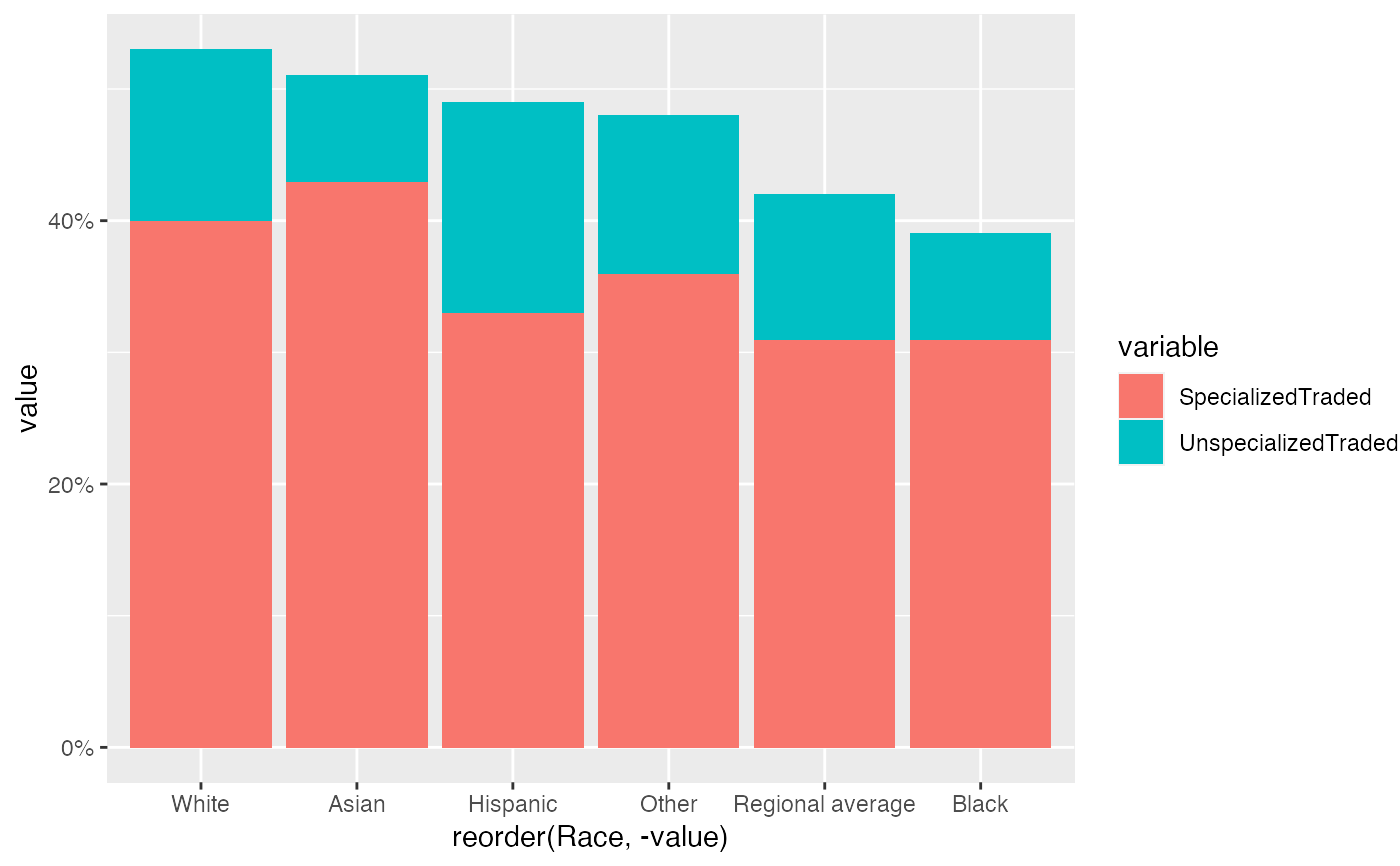 value
40%
20%
0%
White Asian Hispanic Other Regional average Black
reorder(Race, -value)
variable
SpecializedTraded
UnspecializedTraded